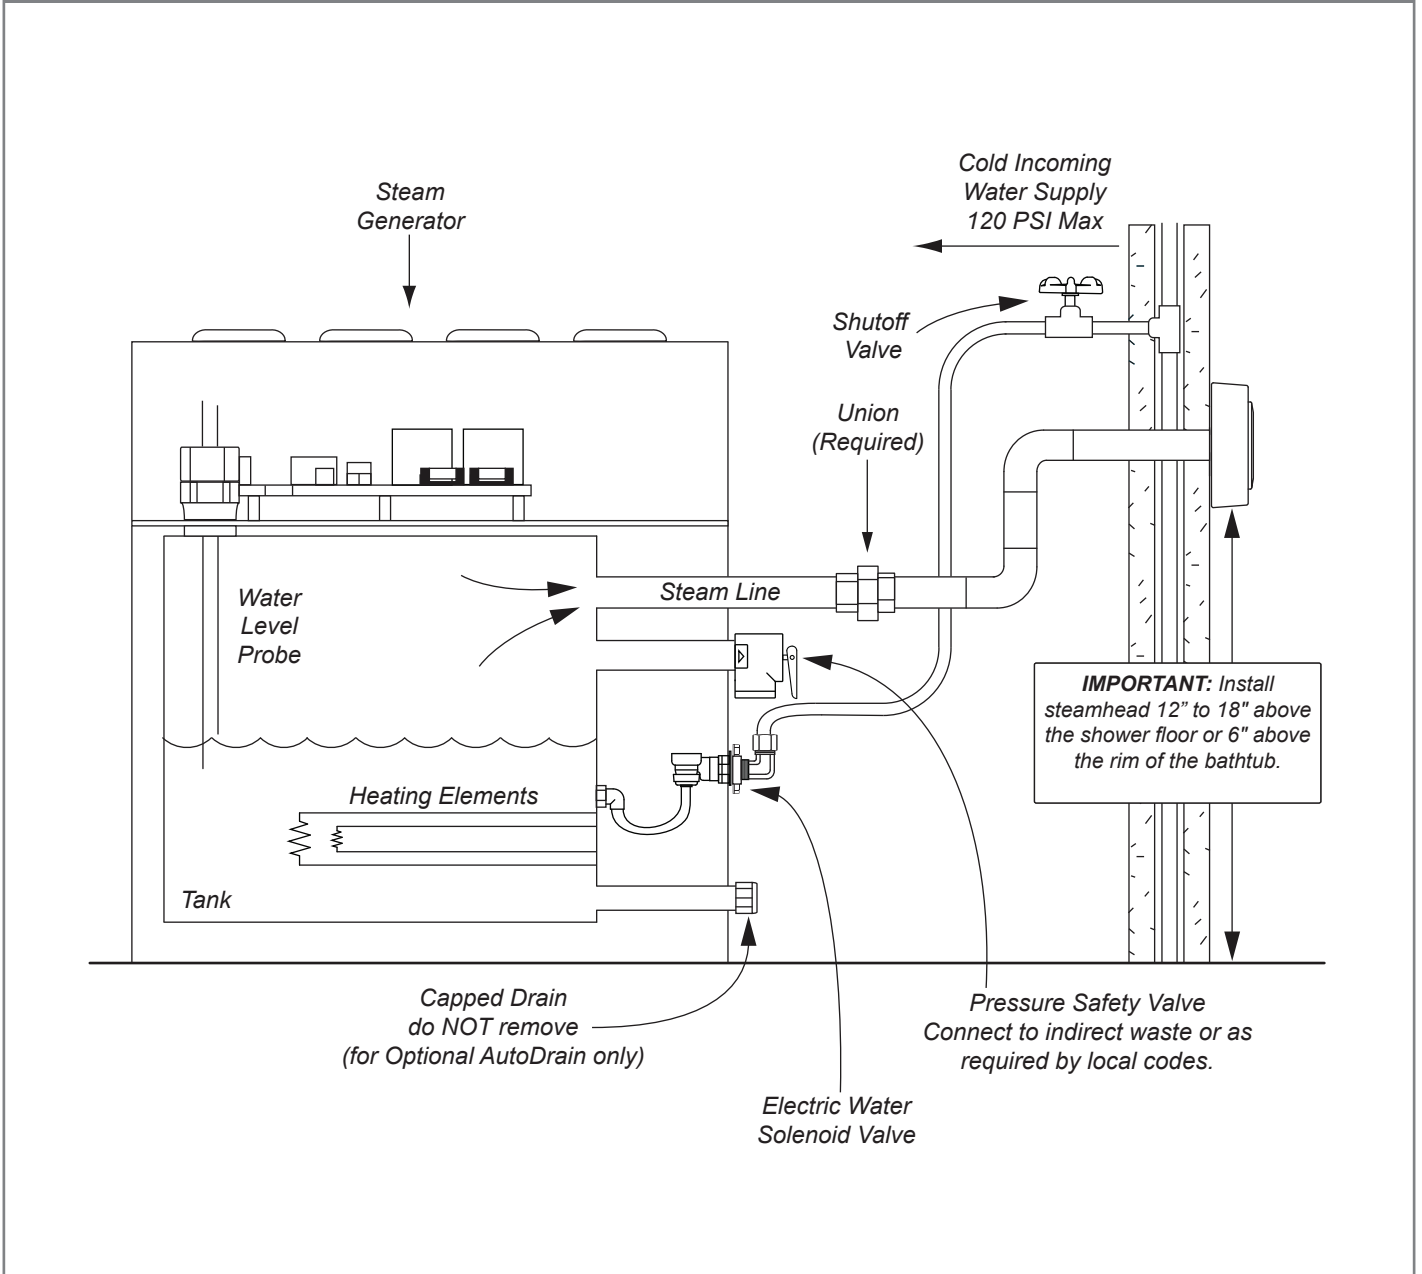 Cold Incoming
Water Supply
120 PSI Max
Steam
Generator
Shutoff
Valve
Union
(Required)
Steam Line
Water
Level
Probe
IMPORTANT: Install
steamhead 12” to 18" above
the shower floor or 6" above
the rim of the bathtub.
Heating Elements
Tank
Capped Drain
do NOT remove
(for Optional AutoDrain only)
Pressure Safety Valve
Connect to indirect waste or as
required by local codes.
Electric Water
Solenoid Valve